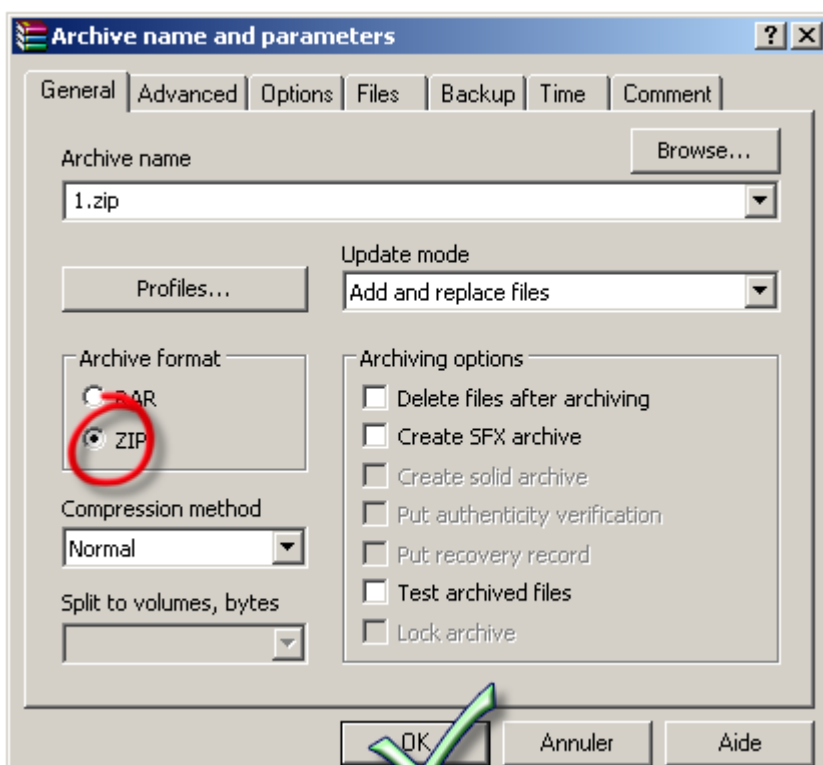 Archive name and parameters
General Advanced Options Files Backup Time Comment
Archive name
Browse...
1.zip
Update mode
Profiles...
Add and replace files
Archive format
RAR
ZIP
Compression method
Normal
Split to volumes, bytes
Archiving options
Delete files after archiving
Create SFX archive
Create solid archive
Put authenticity verification
Put recovery record
Test archived files
Lock archive
OK Annuler Aide